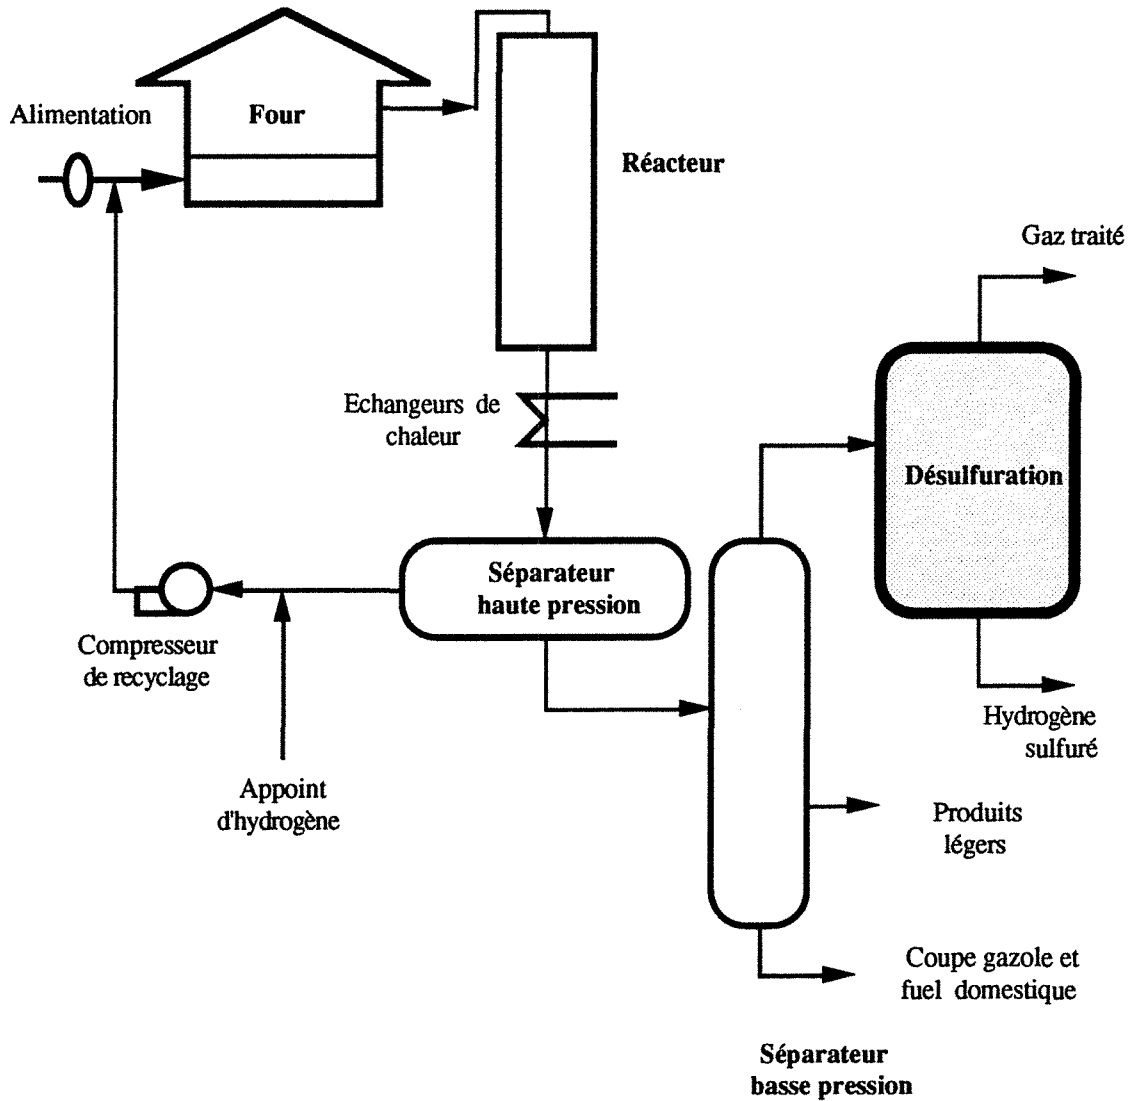 Alimentation
Four
Réacteur
Gaz traité
Echangeurs de
chaleur
Désulfuration
Séparateur
haute pression
Compresseur
de recyclage
Hydrogène
sulfuré
Appoint
d'hydrogène
Produits
légers
Coupe gazole et
fuel domestique
Séparateur
basse pression